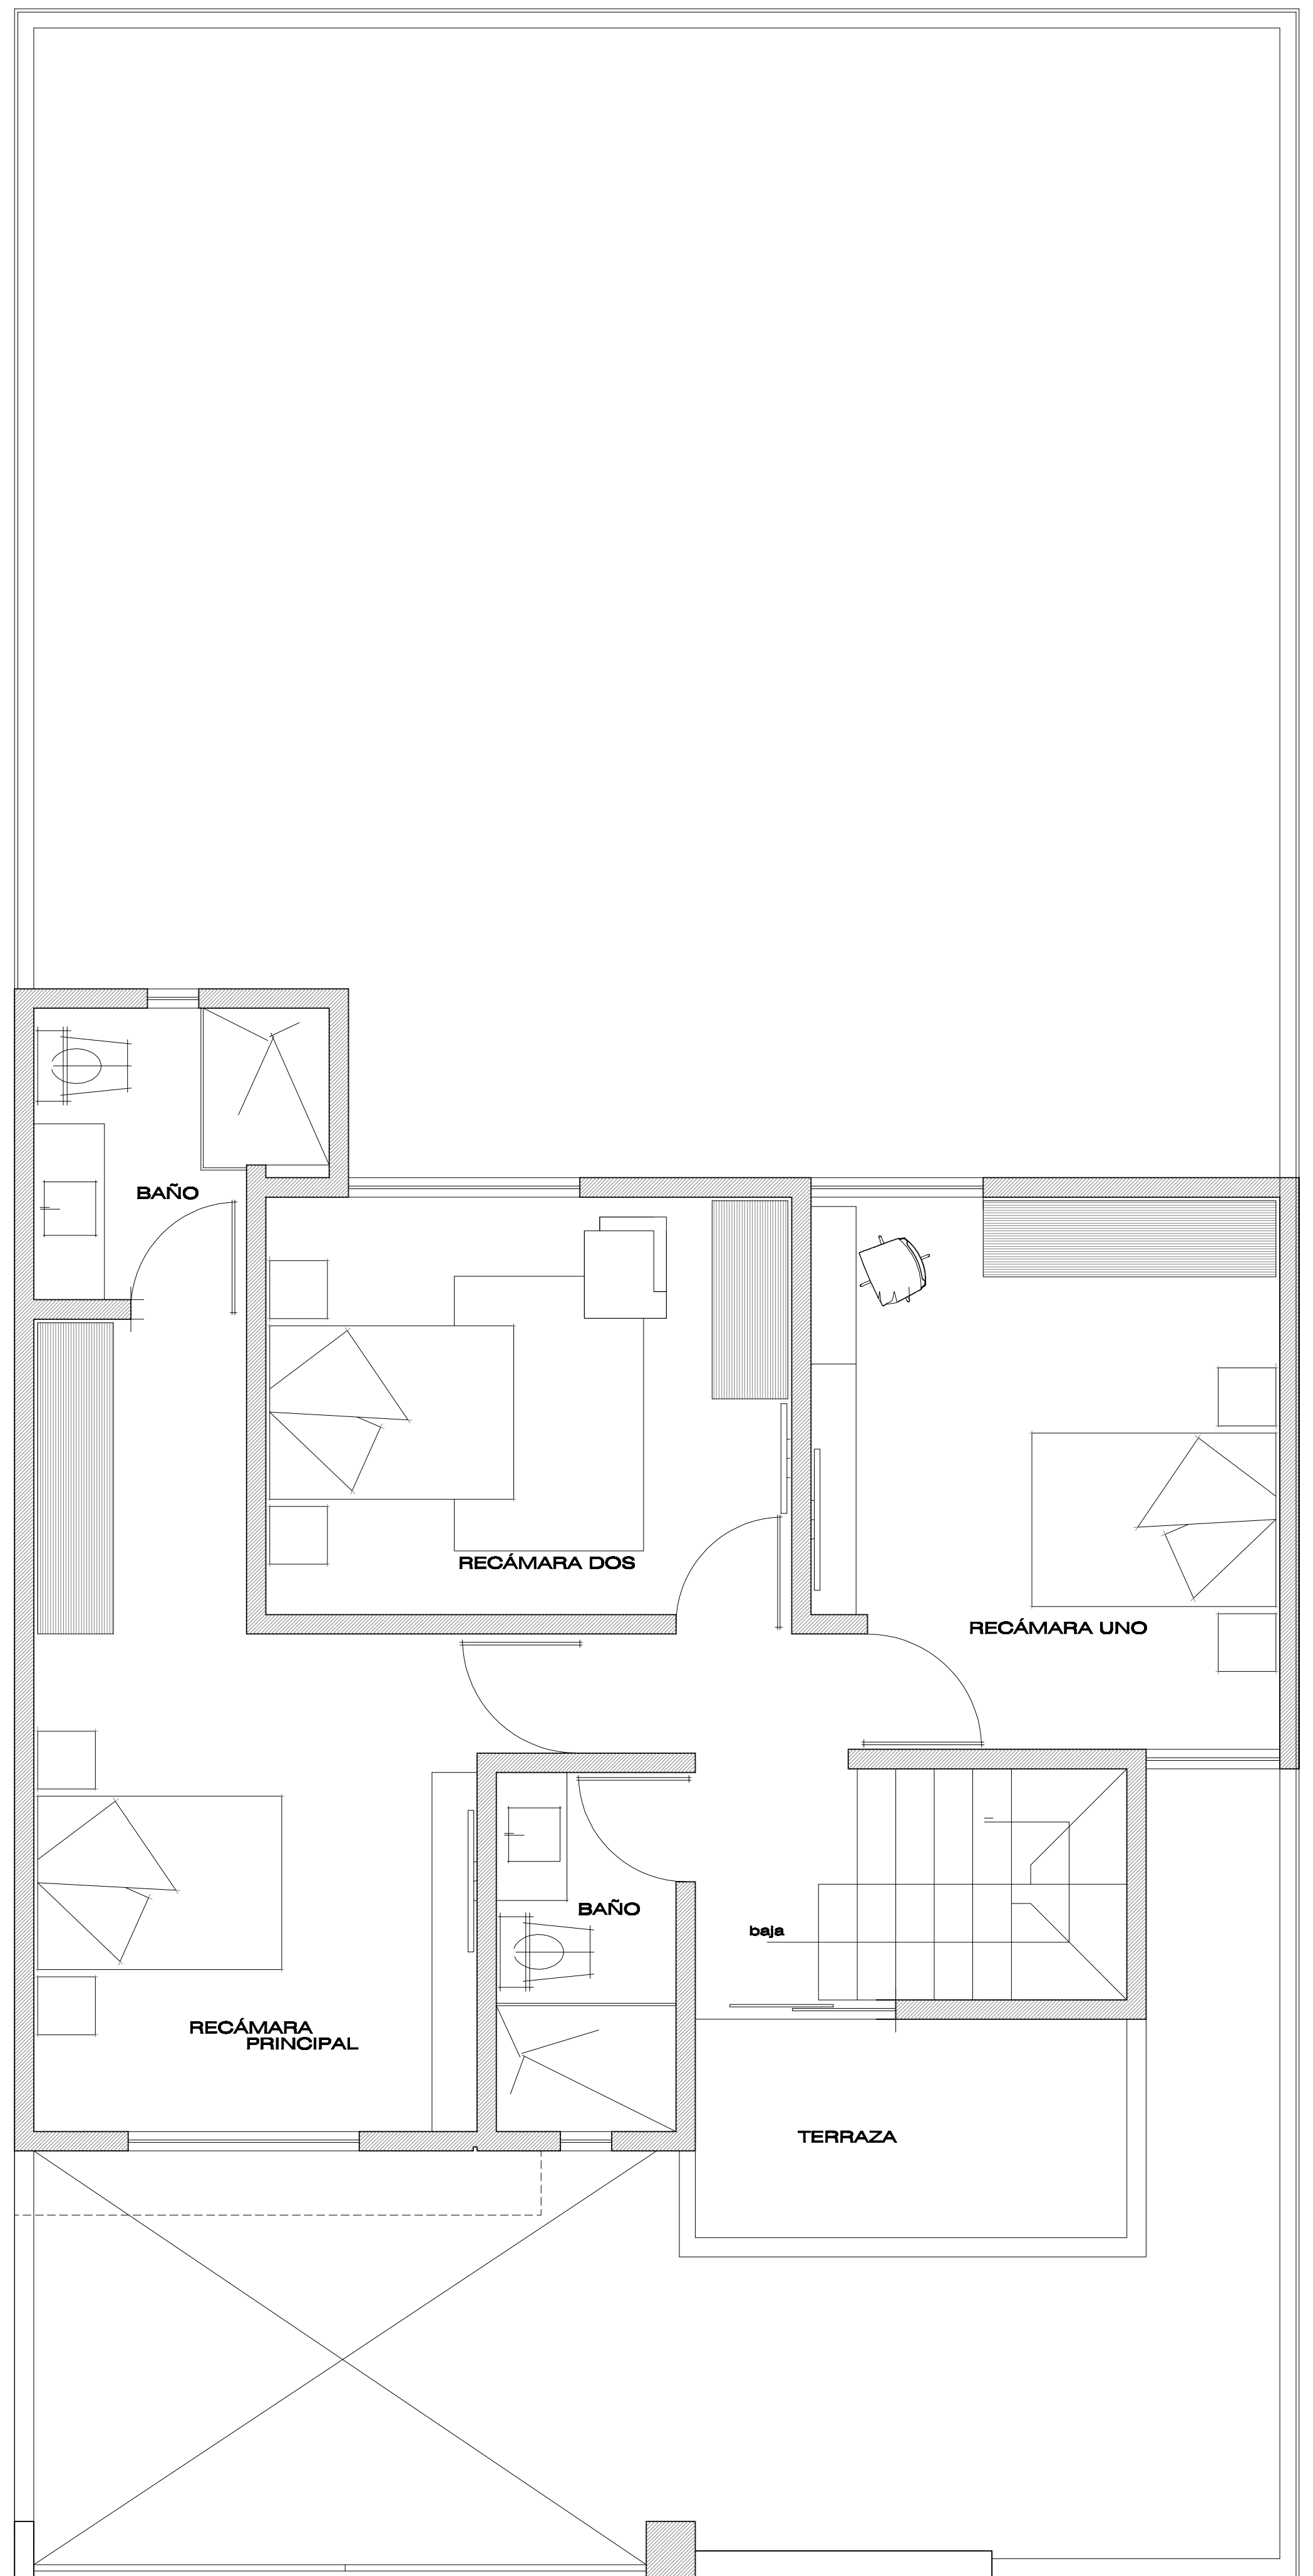 BAÑO
RECÁMARA DOS
RECÁMARA UNO
BAÑO
baja
RECÁMARA
PRINCIPAL
TERRAZA